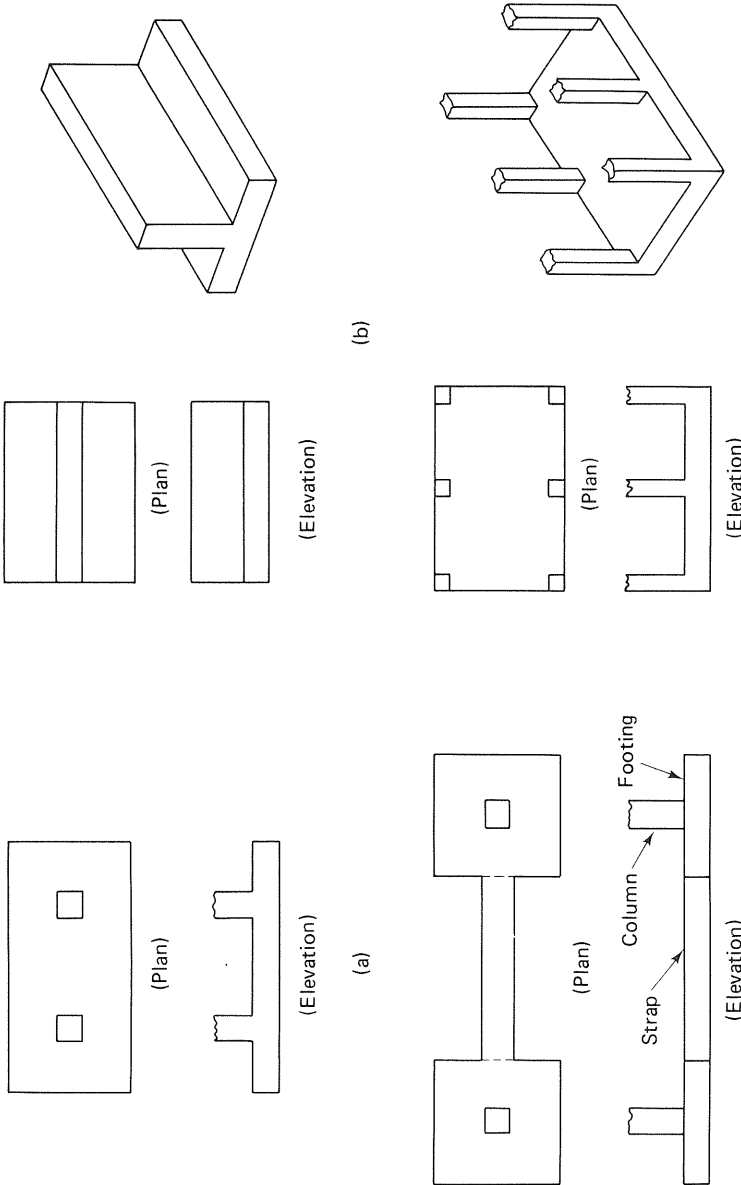 (Plan)
(Elevation)
(a)
(Plan)
(Elevation)
(b)
(Plan)
Strap
Column
Footing
(Elevation)
(Plan)
(Elevation)